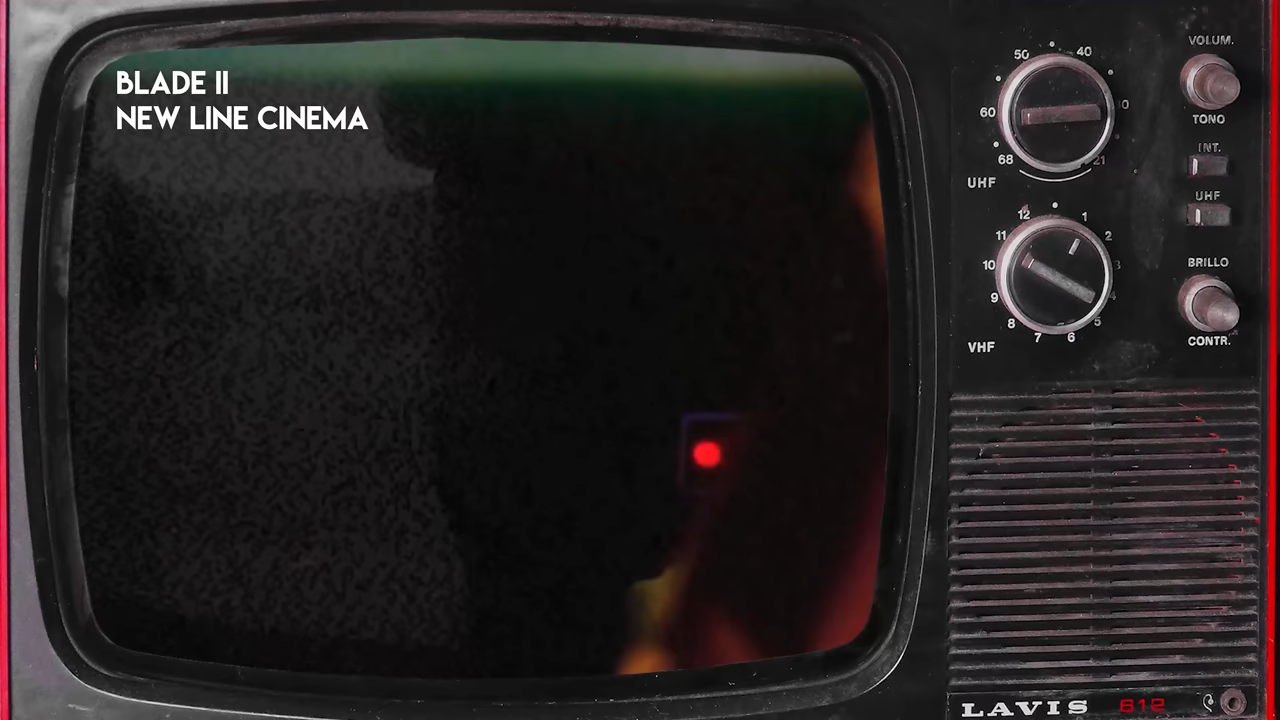 BLADE II
NEW LINE CINEMA
50
40
60
0
68
21
UHF
VOLUM.
TONO
INT.
UHF
BRILLO
CONTR.
12
1
11
2
10
3
9
4
8
5
7
6
VHF
LAVIS 612